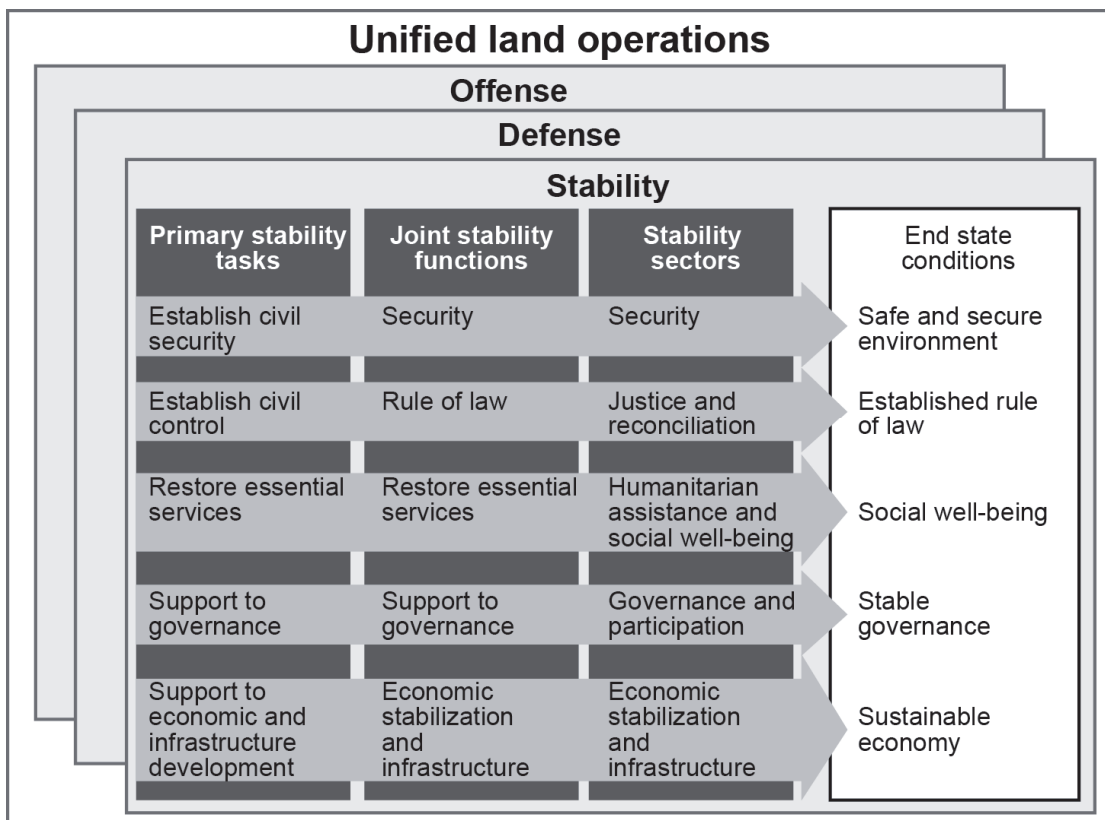 Unified land operations
Offense
Defense
Stability
Primary stability
tasks
Joint stability
functions
Stability
sectors
End state
conditions
Establish civil
security
Security
Security
Safe and secure
environment
Establish civil
control
Rule of law
Justice and
reconciliation
Established rule
of law
Restore essential
services
Restore essential
services
Humanitarian
assistance and
social well-being
Social well-being
Support to
governance
Support to
governance
Governance and
participation
Stable
governance
Support to
economic and
infrastructure
development
Economic
stabilization
and
infrastructure
Economic
stabilization
and
infrastructure
Sustainable
economy